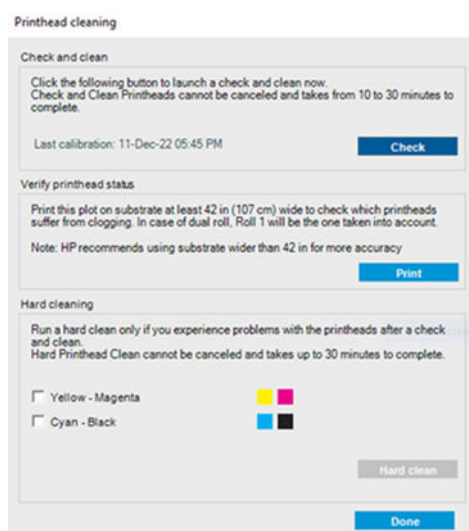 Printhead cleaning
Check and clean
Click the following button to launch a check and clean now.
Check and Clean Printheads cannot be canceled and takes from 10 to 30 minutes to
complete.
Last calibration: 11-Dec-22 05:45 PM
Check
Verify printhead status
Print this plot on substrate at least 42 in (107 cm) wide to check which printheads
suffer from clogging. In case of dual roll, Roll 1 will be the one taken into account.
Note: HP recommends using substrate wider than 42 in for more accuracy
Print
Hard cleaning
Run a hard clean only if you experience problems with the printheads after a check
and clean.
Hard Printhead Clean cannot be canceled and takes up to 30 minutes to complete.
Yellow - Magenta
Cyan - Black
Hard clean
Done